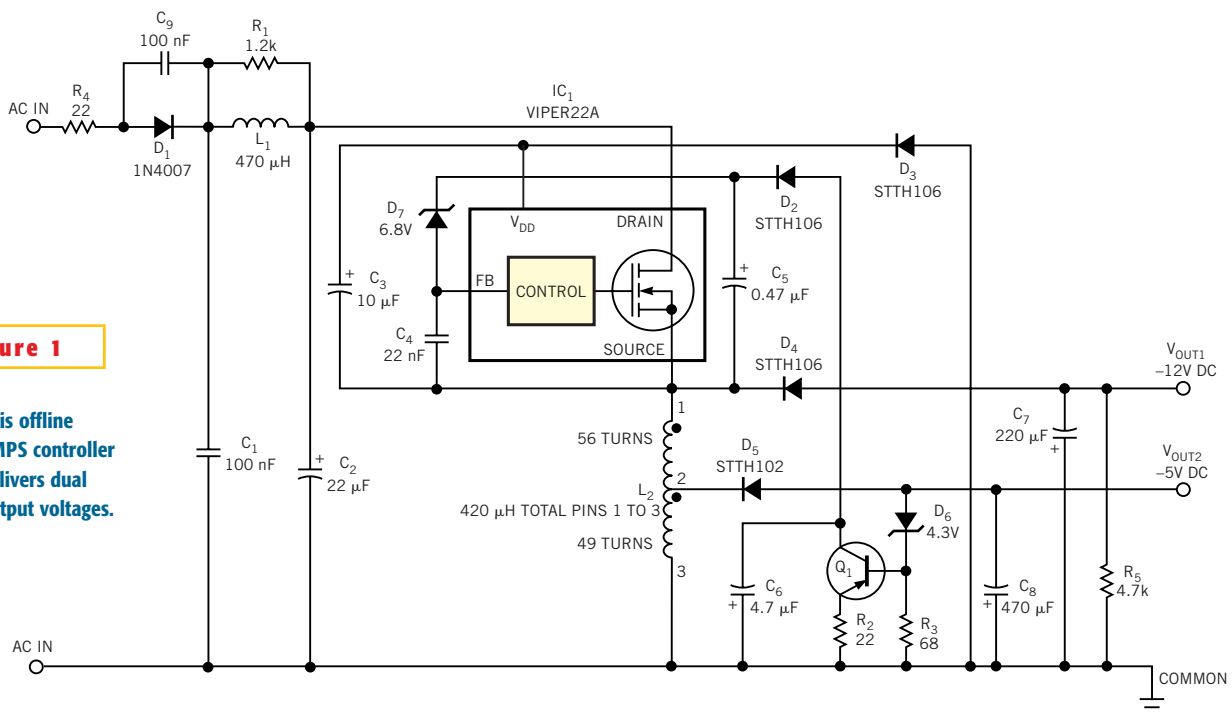 C9
100 nF
R1
1.2k
R4
22
AC IN
D1
1N4007
L1
470 μH
IC1
VIPER22A
D3
STTH106
D2
STTH106
D7
6.8V
VDD
DRAIN
FB
CONTROL
C3
+
10 μF
C5
+
0.47 μF
C4
22 nF
SOURCE
D4
STTH106
VOUT1
–12V DC
ure 1
is offline
MPS controller
livers dual
tput voltages.
C1
100 nF
C2
+
22 μF
1
56 TURNS
2
L2
420 μH TOTAL PINS 1 TO 3
49 TURNS
3
D5
STTH102
C7
220 μF
+
VOUT2
–5V DC
D6
4.3V
Q1
C6
+
4.7 μF
R2
22
R3
68
C8
+
470 μF
R5
4.7k
AC IN
COMMON